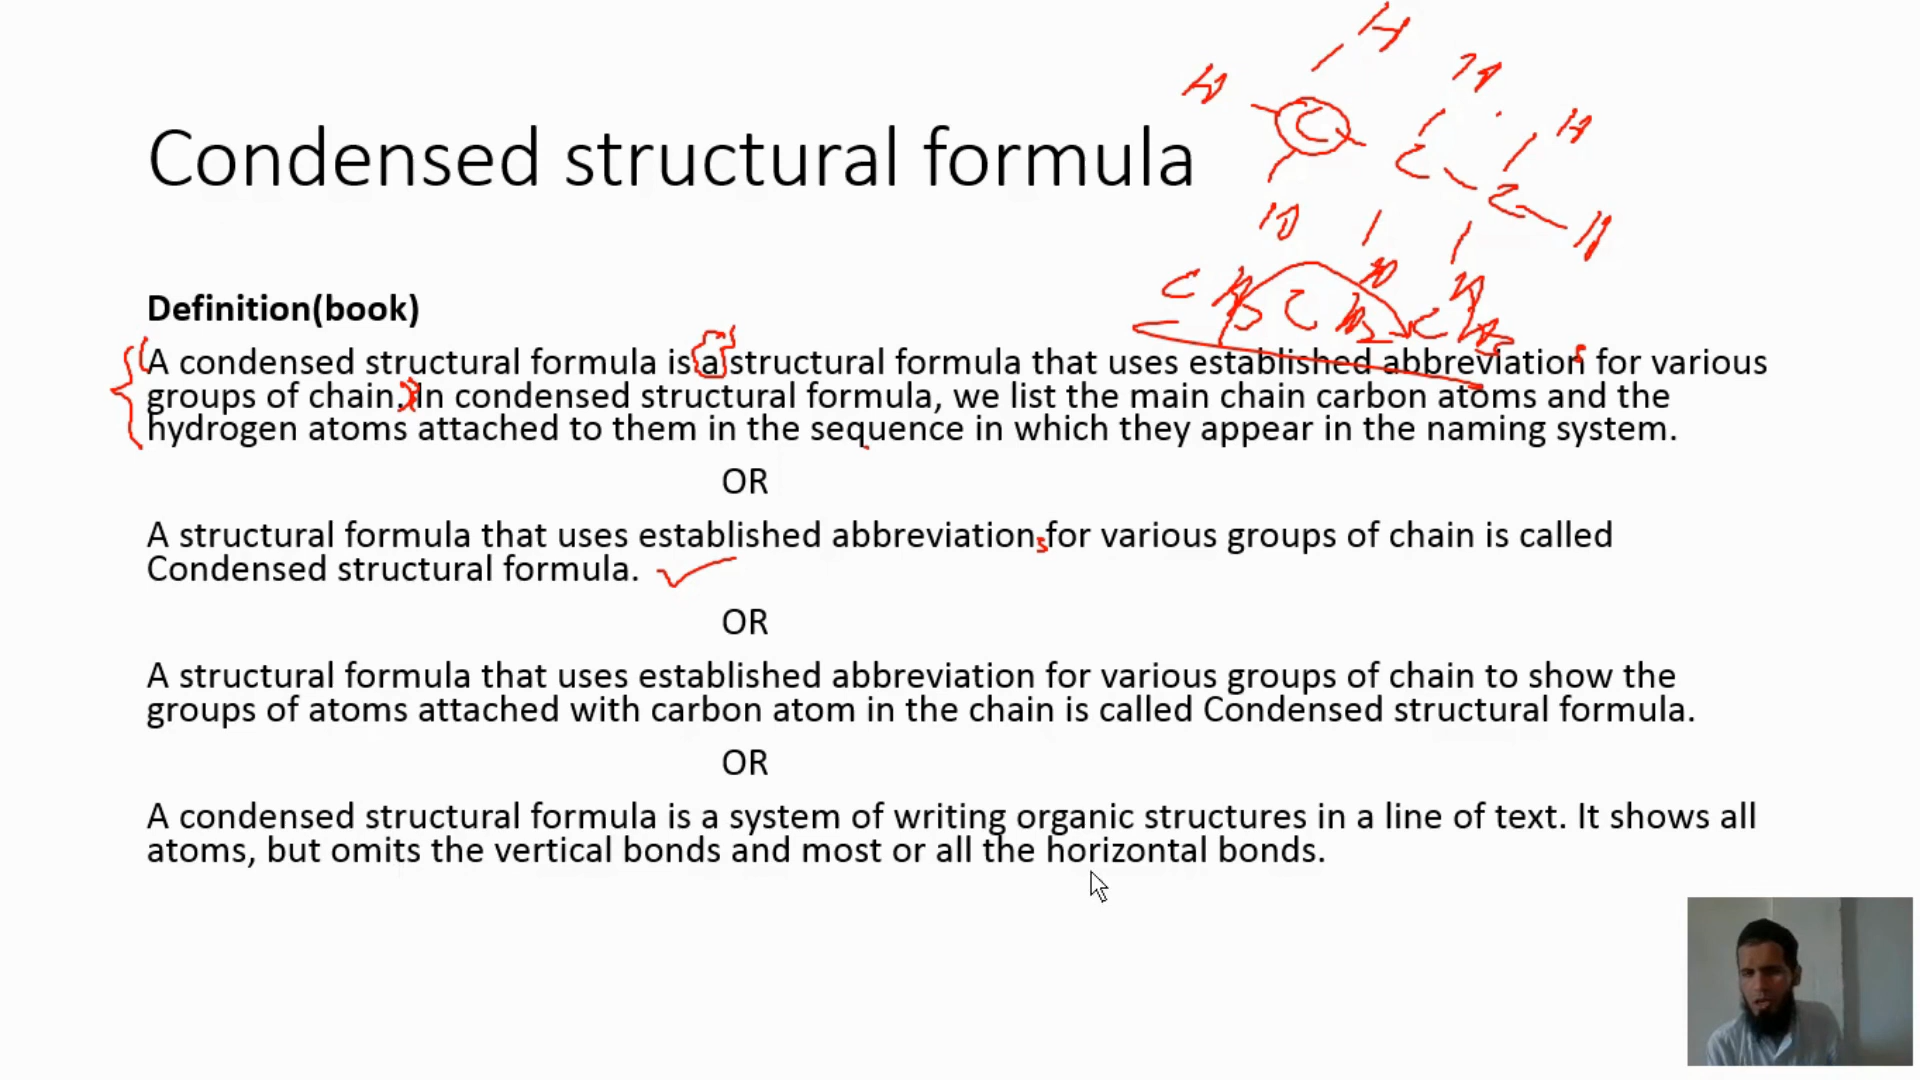 H
H
H
H
C
C
C
H
H
H
H
CH3 CH2 CH3
Condensed structural formula
Definition(book)
A condensed structural formula is a structural formula that uses established abbreviations for various
groups of chain. In condensed structural formula, we list the main chain carbon atoms and the
hydrogen atoms attached to them in the sequence in which they appear in the naming system.
OR
A structural formula that uses established abbreviations for various groups of chain is called
Condensed structural formula.
OR
A structural formula that uses established abbreviation for various groups of chain to show the
groups of atoms attached with carbon atom in the chain is called Condensed structural formula.
OR
A condensed structural formula is a system of writing organic structures in a line of text. It shows all
atoms, but omits the vertical bonds and most or all the horizontal bonds.